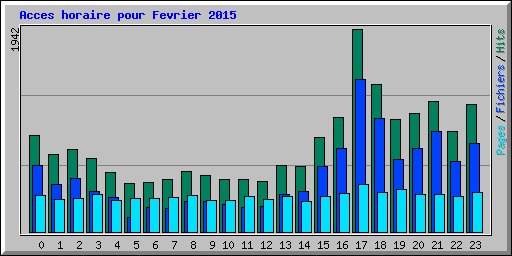 Acces horaire pour Fevrier 2015
1942
Pages / Fichiers / Hits
0 1 2 3 4 5 6 7 8 9 10 11 12 13 14 15 16 17 18 19 20 21 22 23